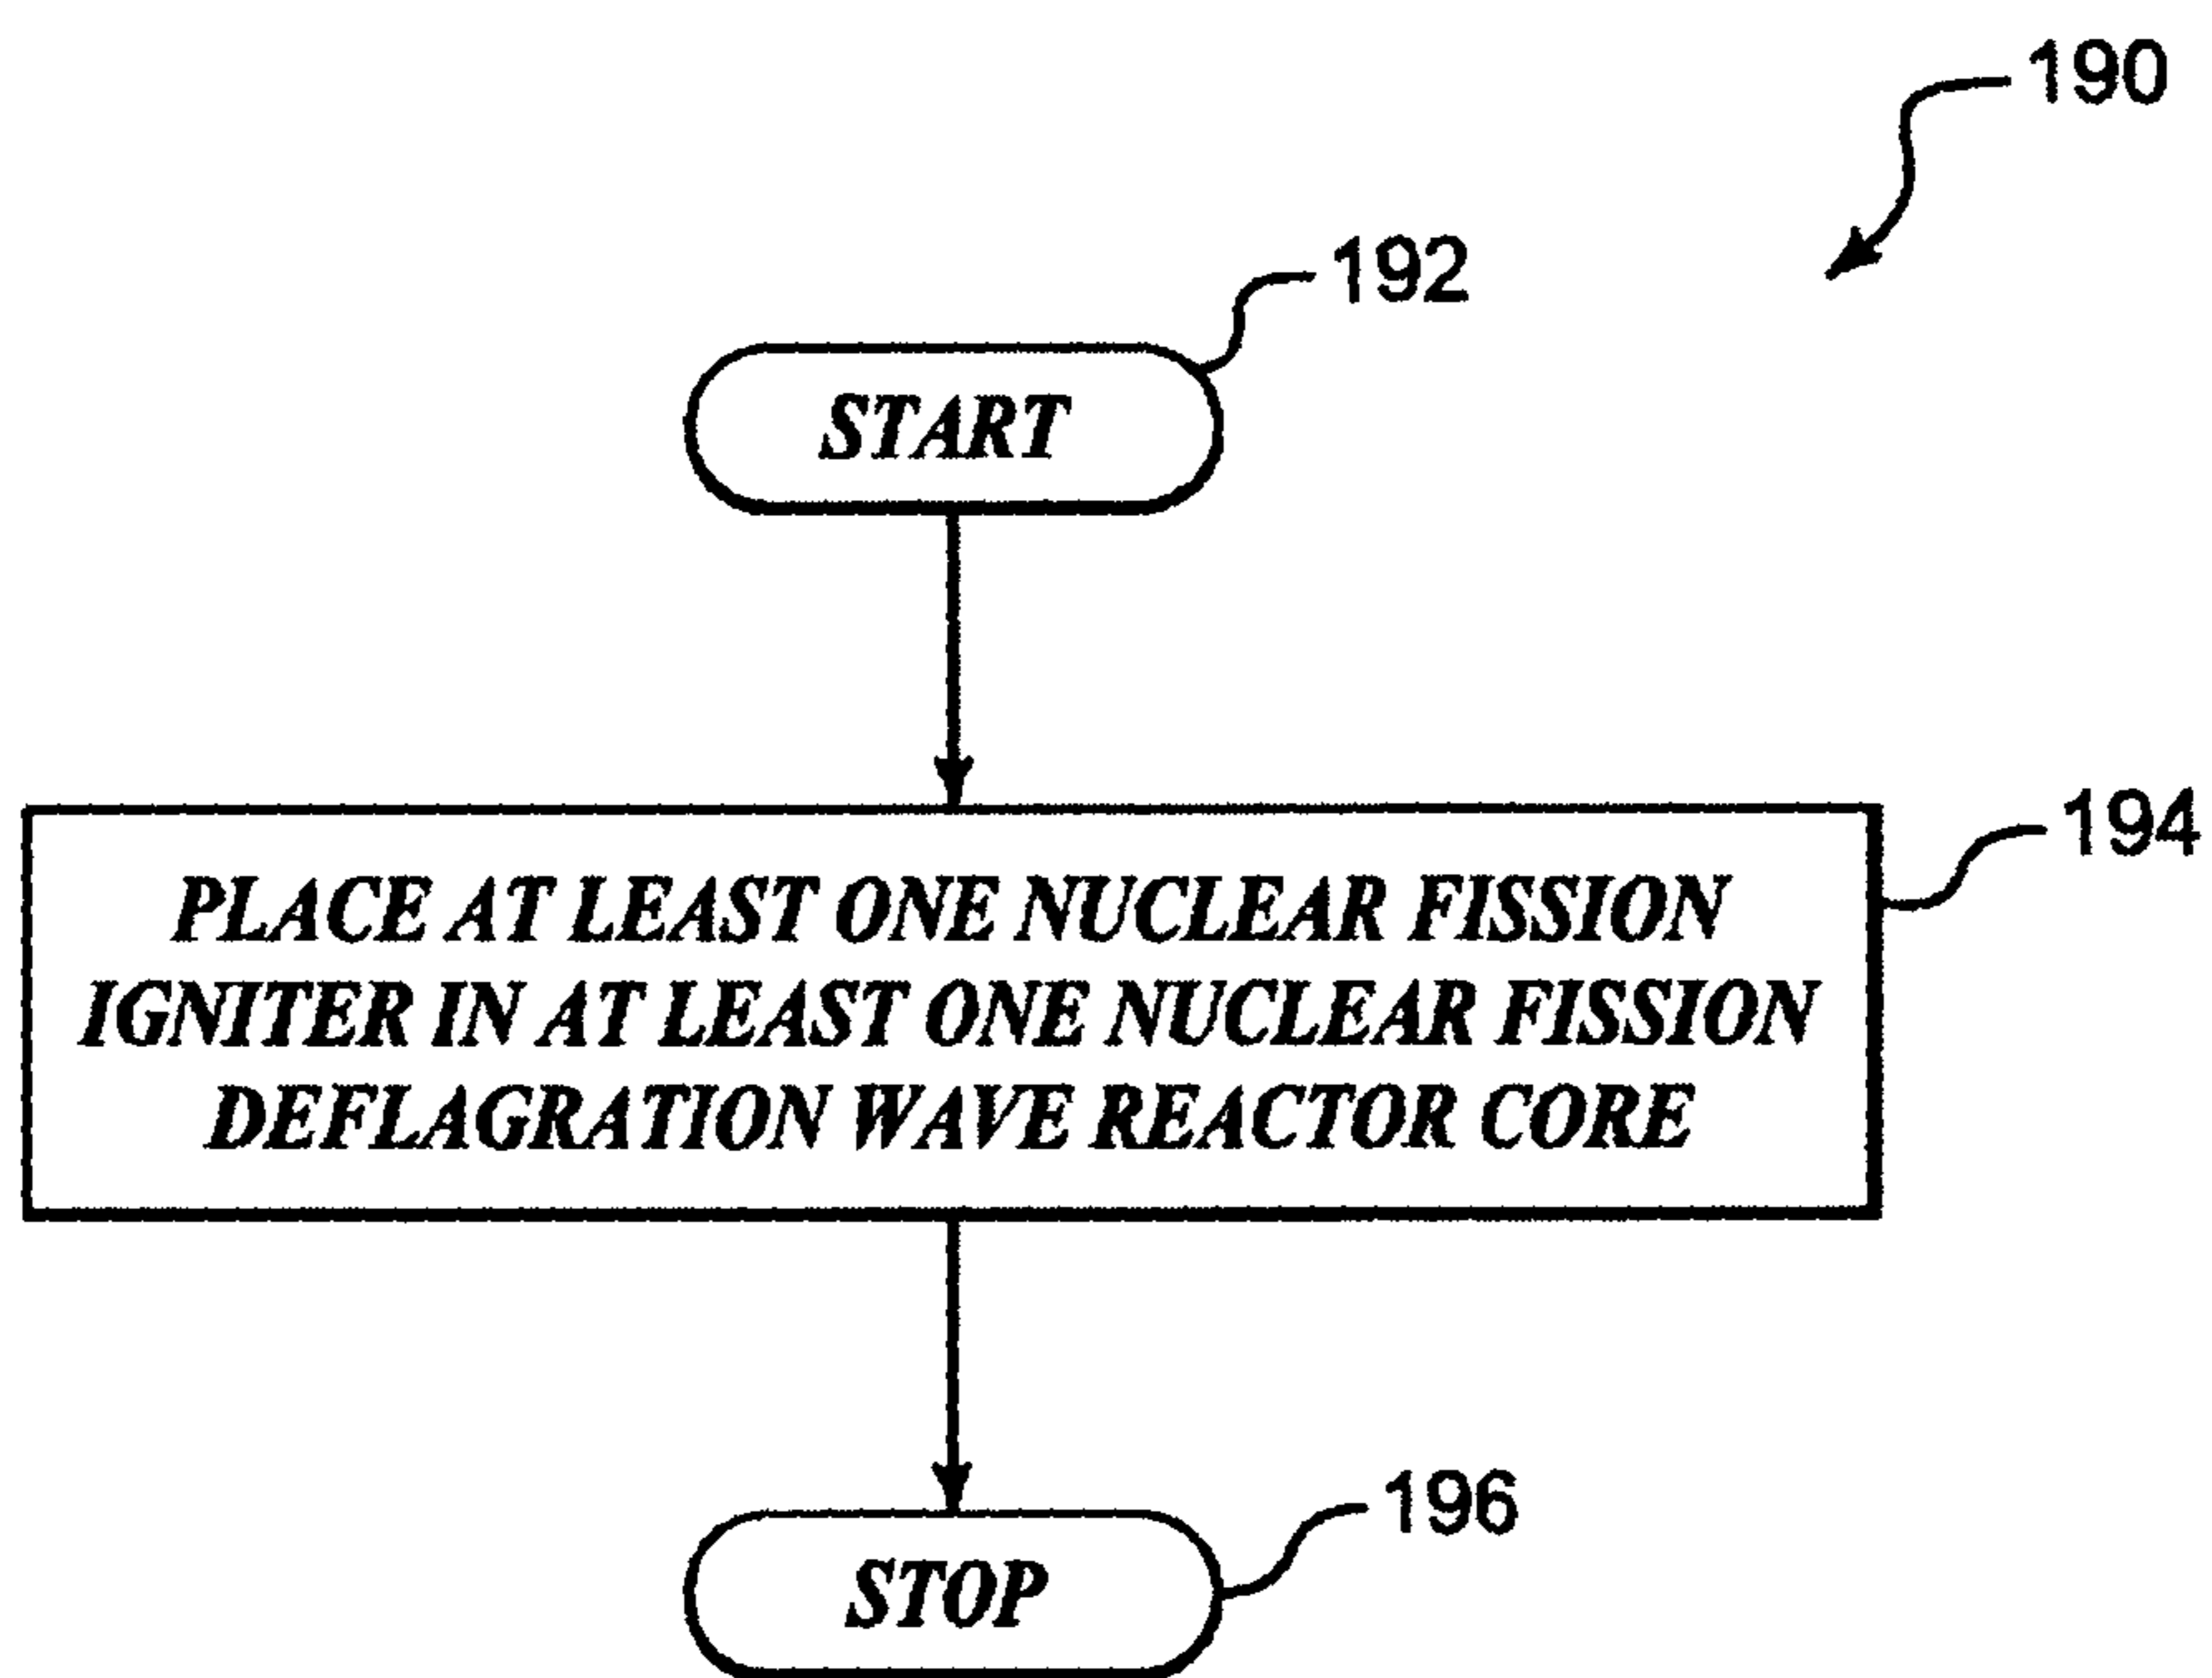 190
192
START
194
PLACE AT LEAST ONE NUCLEAR FISSION
IGNITER IN AT LEAST ONE NUCLEAR FISSION
DEFLAGRATION WAVE REACTOR CORE
196
STOP